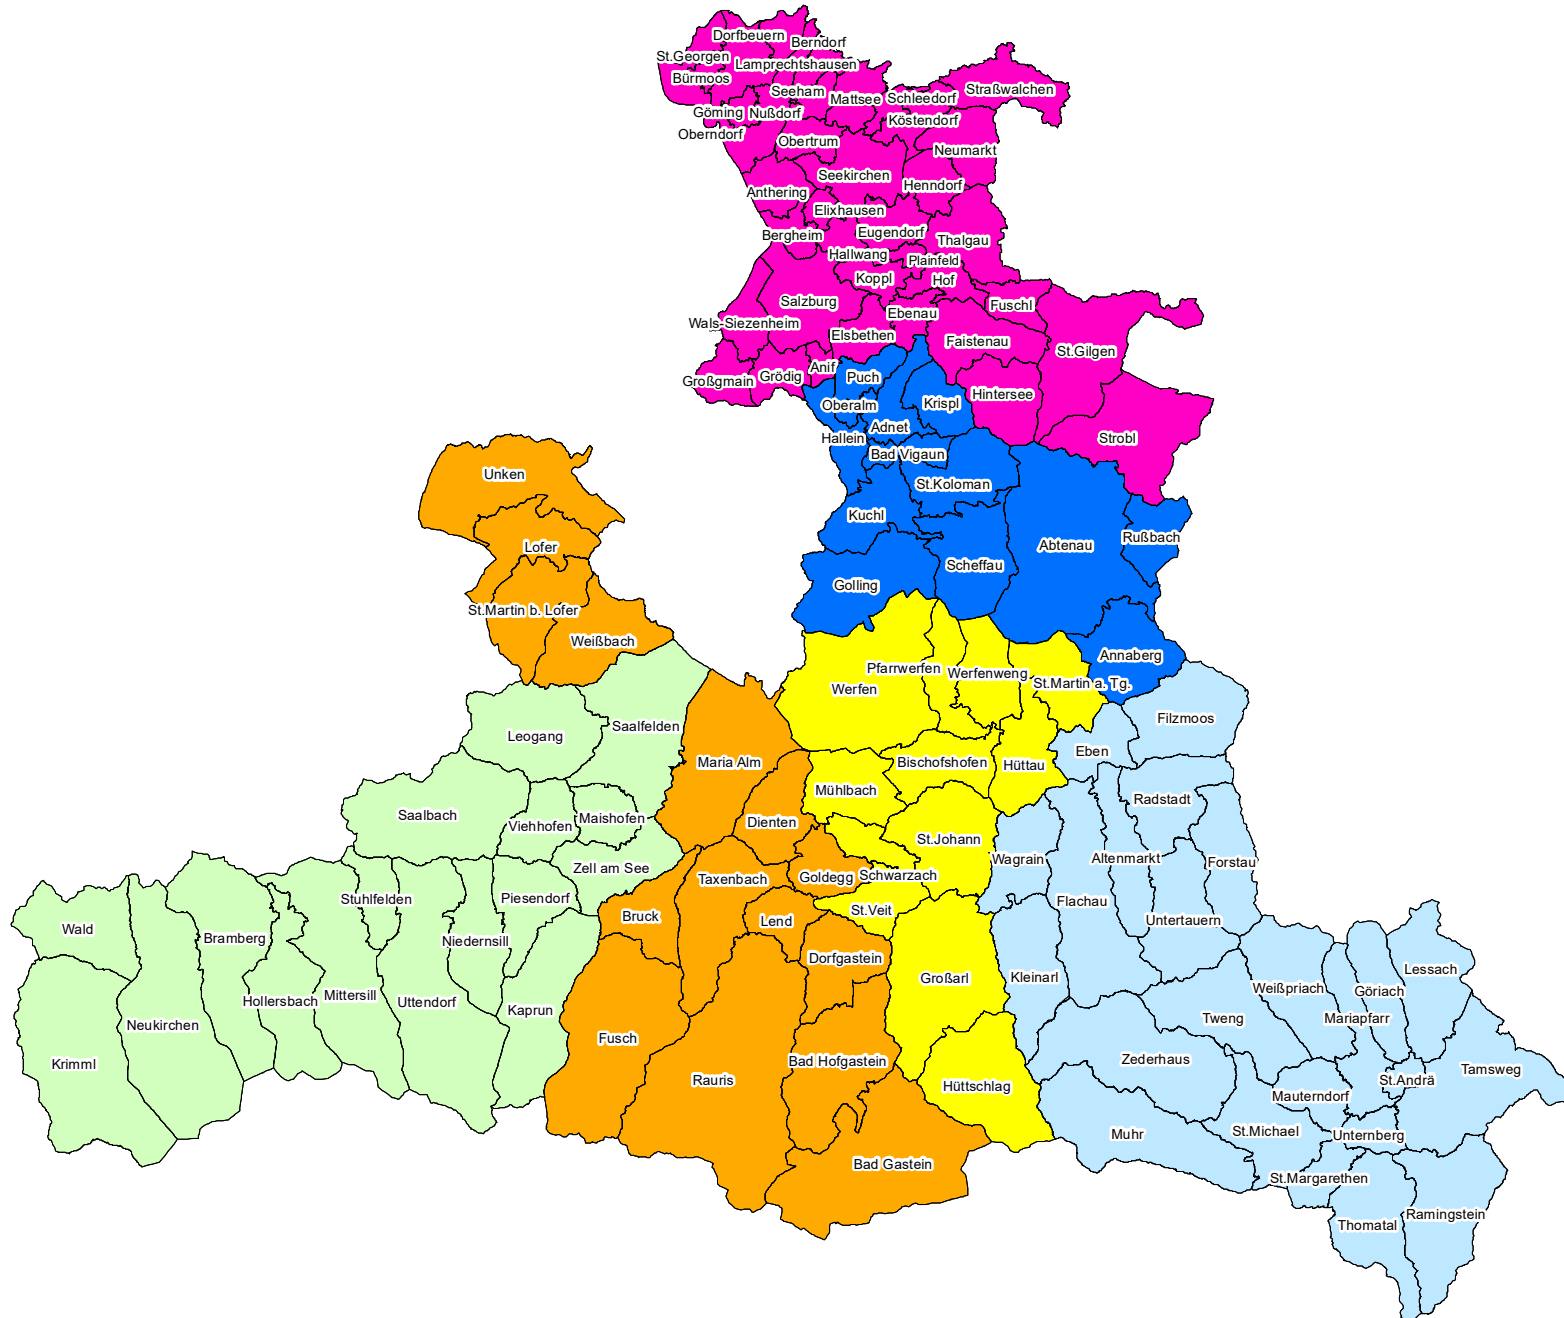 Dorfbeuern
Berndorf
St.Georgen
Lamprechtshausen
Bürmoos
Seeham
Mattsee
Schleedorf
Straßwalchen
Göming
Nußdorf
Köstendorf
Oberndorf
Obertrum
Neumarkt
Seekirchen
Henndorf
Anthering
Elixhausen
Bergheim
Eugendorf
Thalgau
Hallwang
Plainfeld
Koppl
Hof
Salzburg
Fuschl
Ebenau
Wals-Siezenheim
Elsbethen
Faistenau
St.Gilgen
Anif
Großgmain
Grödig
Puch
Hintersee
Oberalm
Krispl
Adnet
Hallein
Strobl
Bad Vigaun
Unken
St.Koloman
Kuchl
Rußbach
Lofer
Abtenau
Scheffau
Golling
St.Martin b. Lofer
Weißbach
Annaberg
Pfarrwerfen
Werfenweng
Werfen
St.Martin a. Tg.
Filzmoos
Saalfelden
Leogang
Eben
Maria Alm
Bischofshofen
Hüttau
Mühlbach
Radstadt
Saalbach
Maishofen
Viehhofen
Dienten
St.Johann
Wagrain
Altenmarkt
Forstau
Zell am See
Schwarzach
Goldegg
Taxenbach
Stuhlfelden
Piesendorf
Flachau
St.Veit
Bruck
Lend
Untertauern
Wald
Bramberg
Niedernsill
Dorfgastein
Lessach
Großarl
Kleinarl
Weißpriach
Göriach
Mittersill
Hollersbach
Uttendorf
Kaprun
Tweng
Mariapfarr
Neukirchen
Fusch
Zederhaus
Bad Hofgastein
Krimml
Tamsweg
Rauris
St.Andrä
Hüttschlag
Mauterndorf
Muhr
St.Michael
Unternberg
Bad Gastein
St.Margarethen
Ramingstein
Thomatal